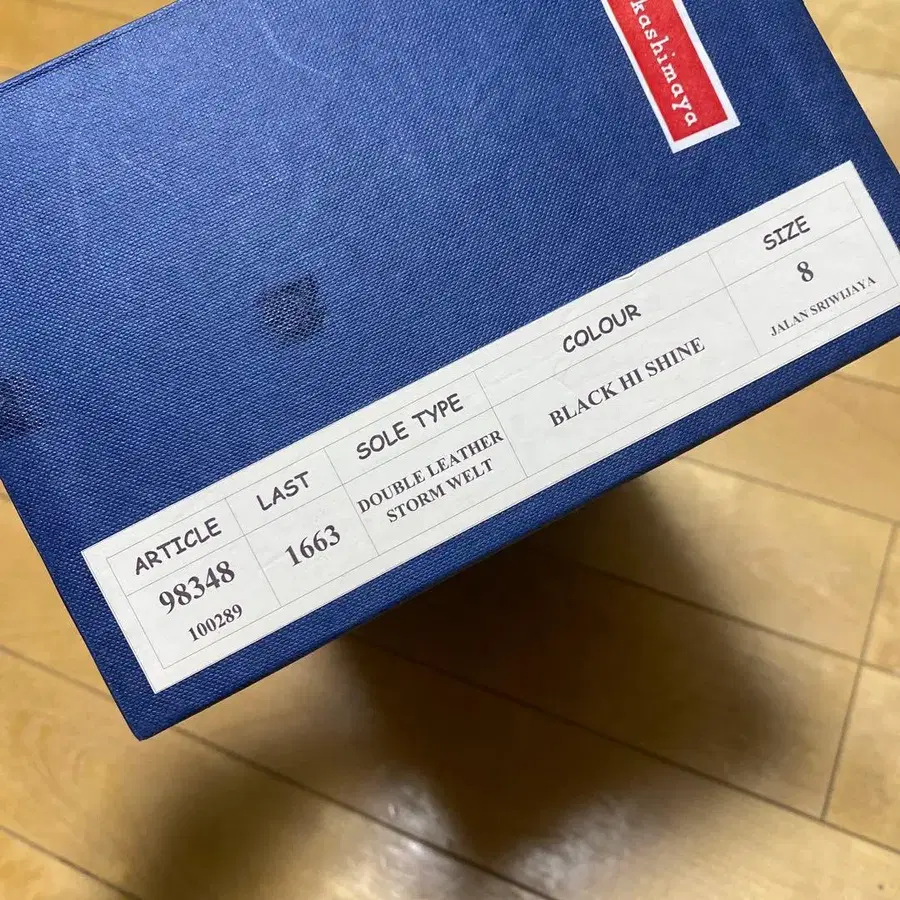 kashimaya
ARTICLE LAST SOLE TYPE COLOUR SIZE
98348 1663 DOUBLE LEATHER BLACK HI SHINE 8
100289 STORM WELT JALAN SRIWIJAYA